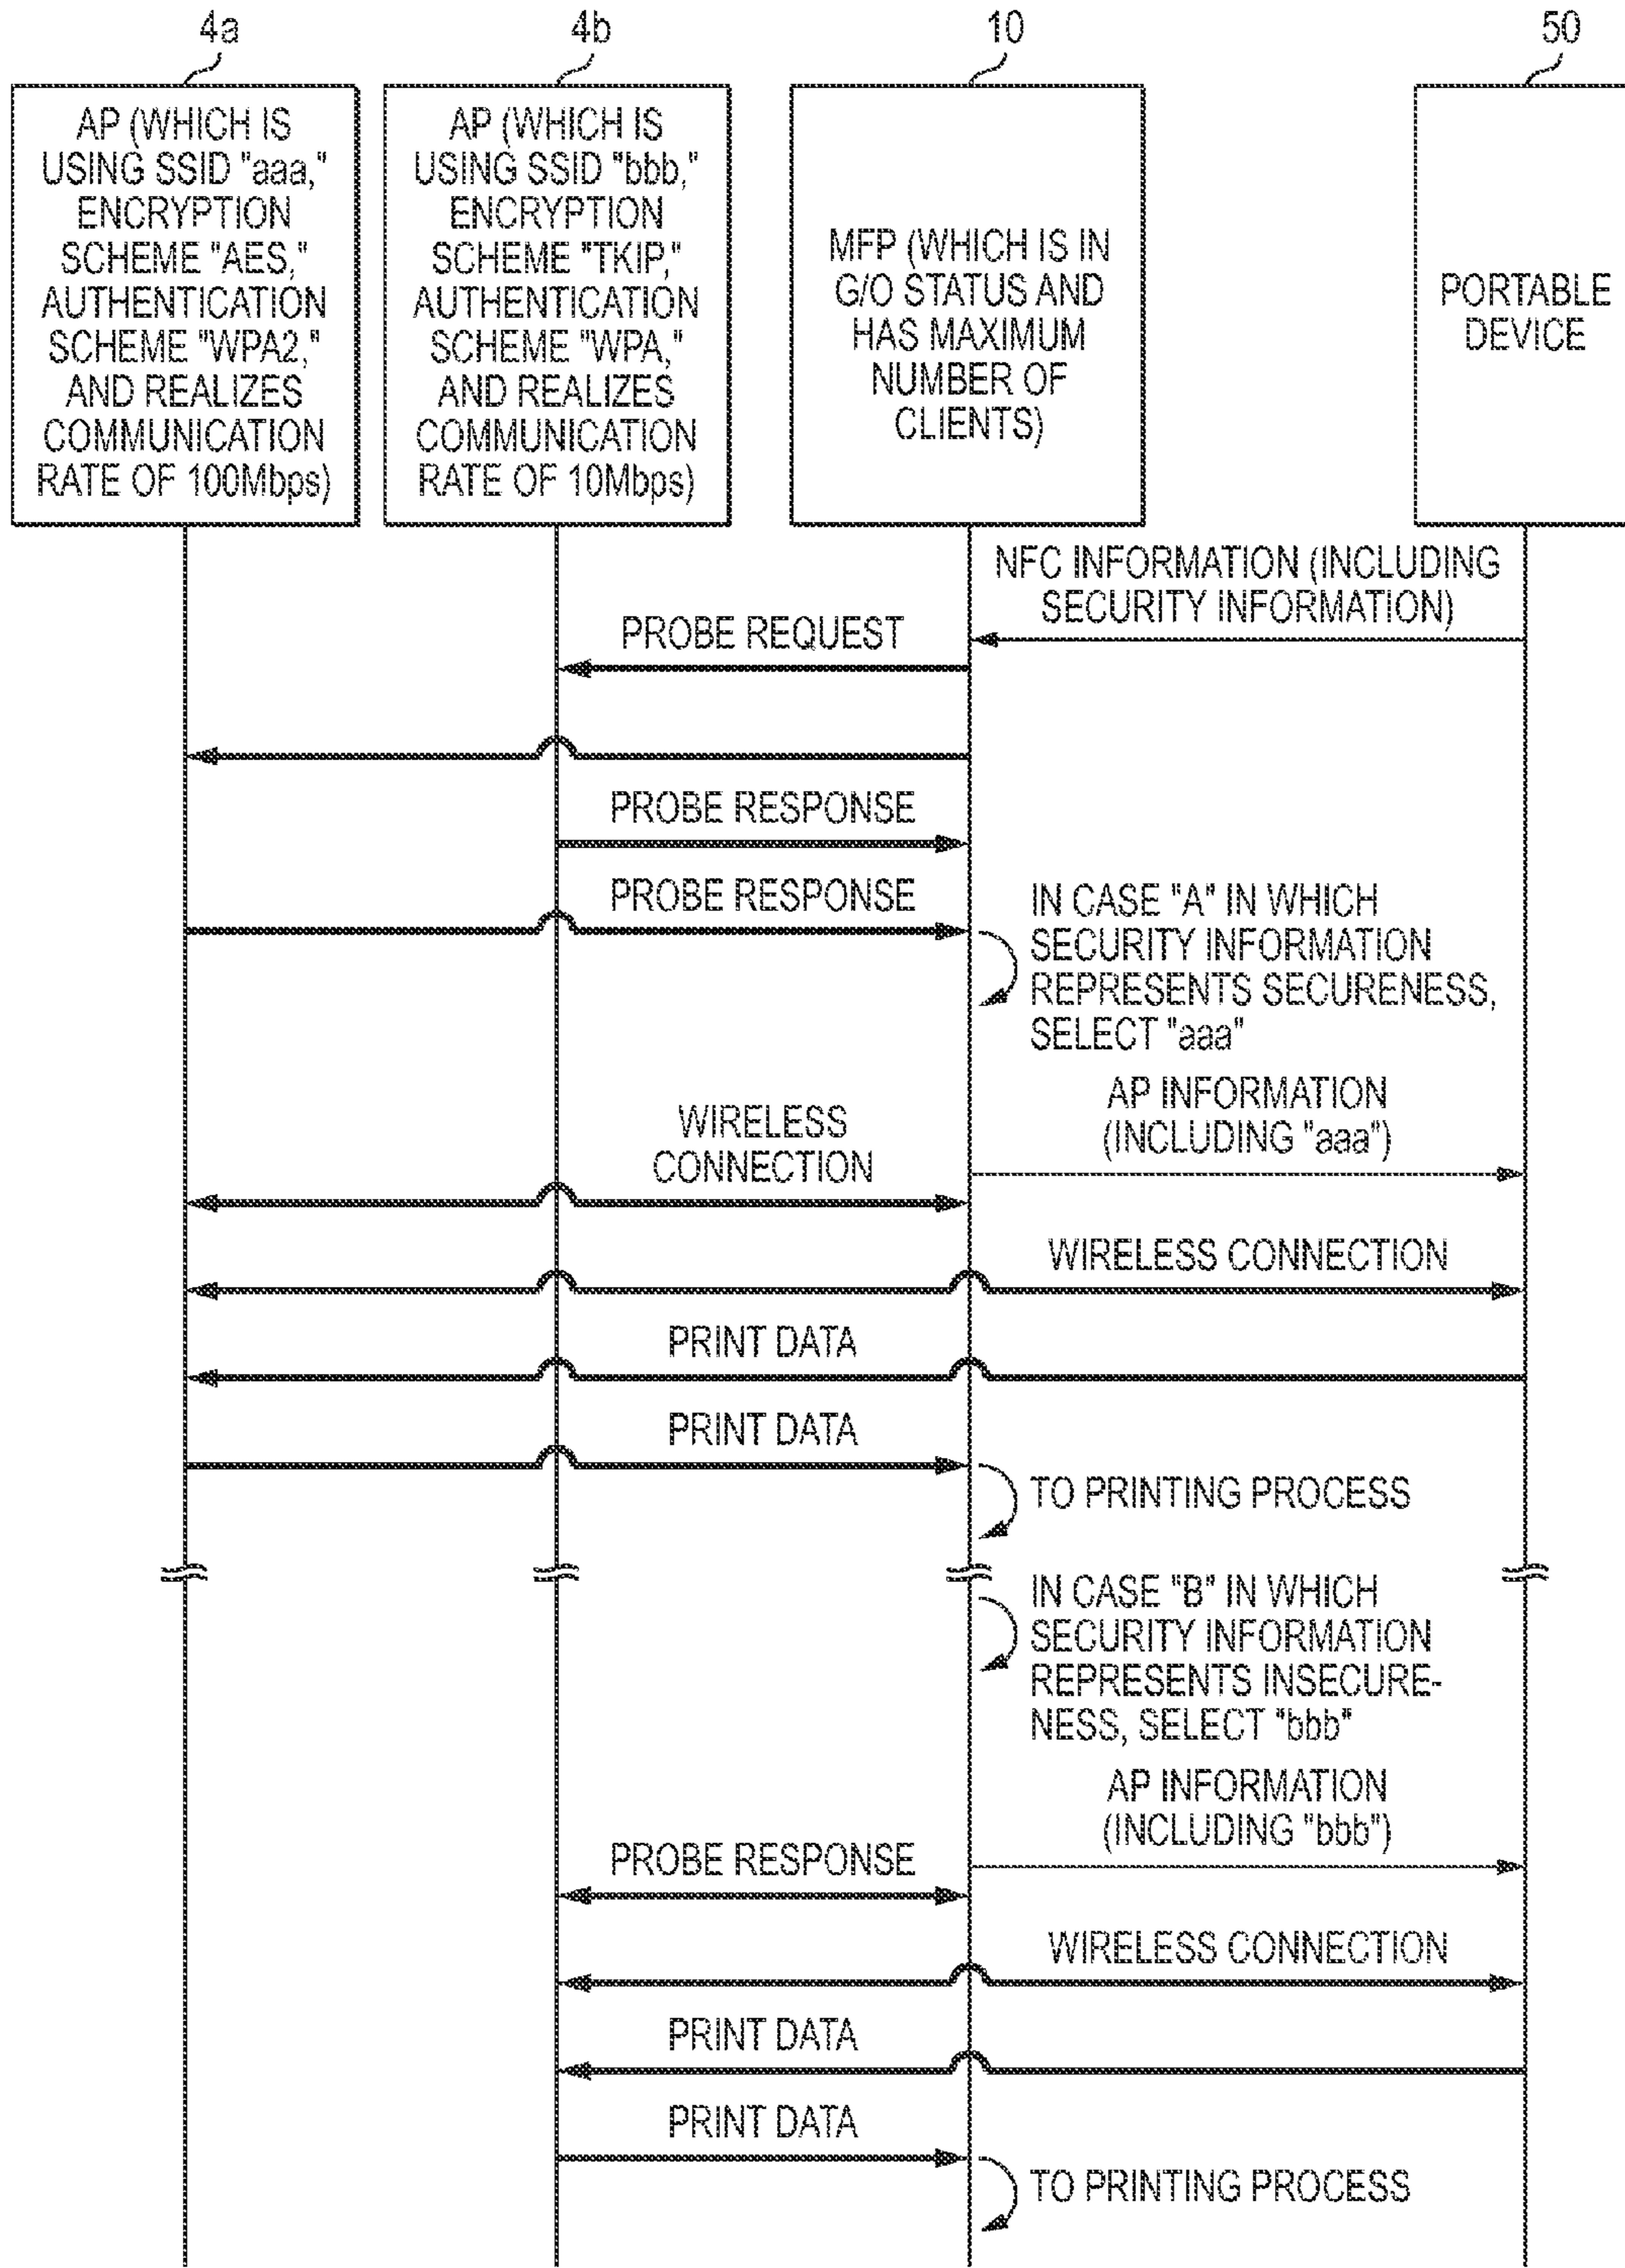 4a
4b
10
50
AP (WHICH IS
USING SSID "aaa,"
ENCRYPTION
SCHEME "AES,"
AUTHENTICATION
SCHEME "WPA2,"
AND REALIZES
COMMUNICATION
RATE OF 100Mbps)
AP (WHICH IS
USING SSID "bbb,"
ENCRYPTION
SCHEME "TKIP,"
AUTHENTICATION
SCHEME "WPA,"
AND REALIZES
COMMUNICATION
RATE OF 10Mbps)
MFP (WHICH IS IN
G/O STATUS AND
HAS MAXIMUM
NUMBER OF
CLIENTS)
PORTABLE
DEVICE
NFC INFORMATION (INCLUDING
SECURITY INFORMATION)
PROBE REQUEST
PROBE RESPONSE
PROBE RESPONSE
IN CASE "A" IN WHICH
SECURITY INFORMATION
REPRESENTS SECURENESS,
SELECT "aaa"
AP INFORMATION
(INCLUDING "aaa")
WIRELESS
CONNECTION
WIRELESS CONNECTION
PRINT DATA
PRINT DATA
TO PRINTING PROCESS
IN CASE "B" IN WHICH
SECURITY INFORMATION
REPRESENTS INSECURE-
NESS, SELECT "bbb"
AP INFORMATION
(INCLUDING "bbb")
PROBE RESPONSE
WIRELESS CONNECTION
PRINT DATA
PRINT DATA
TO PRINTING PROCESS